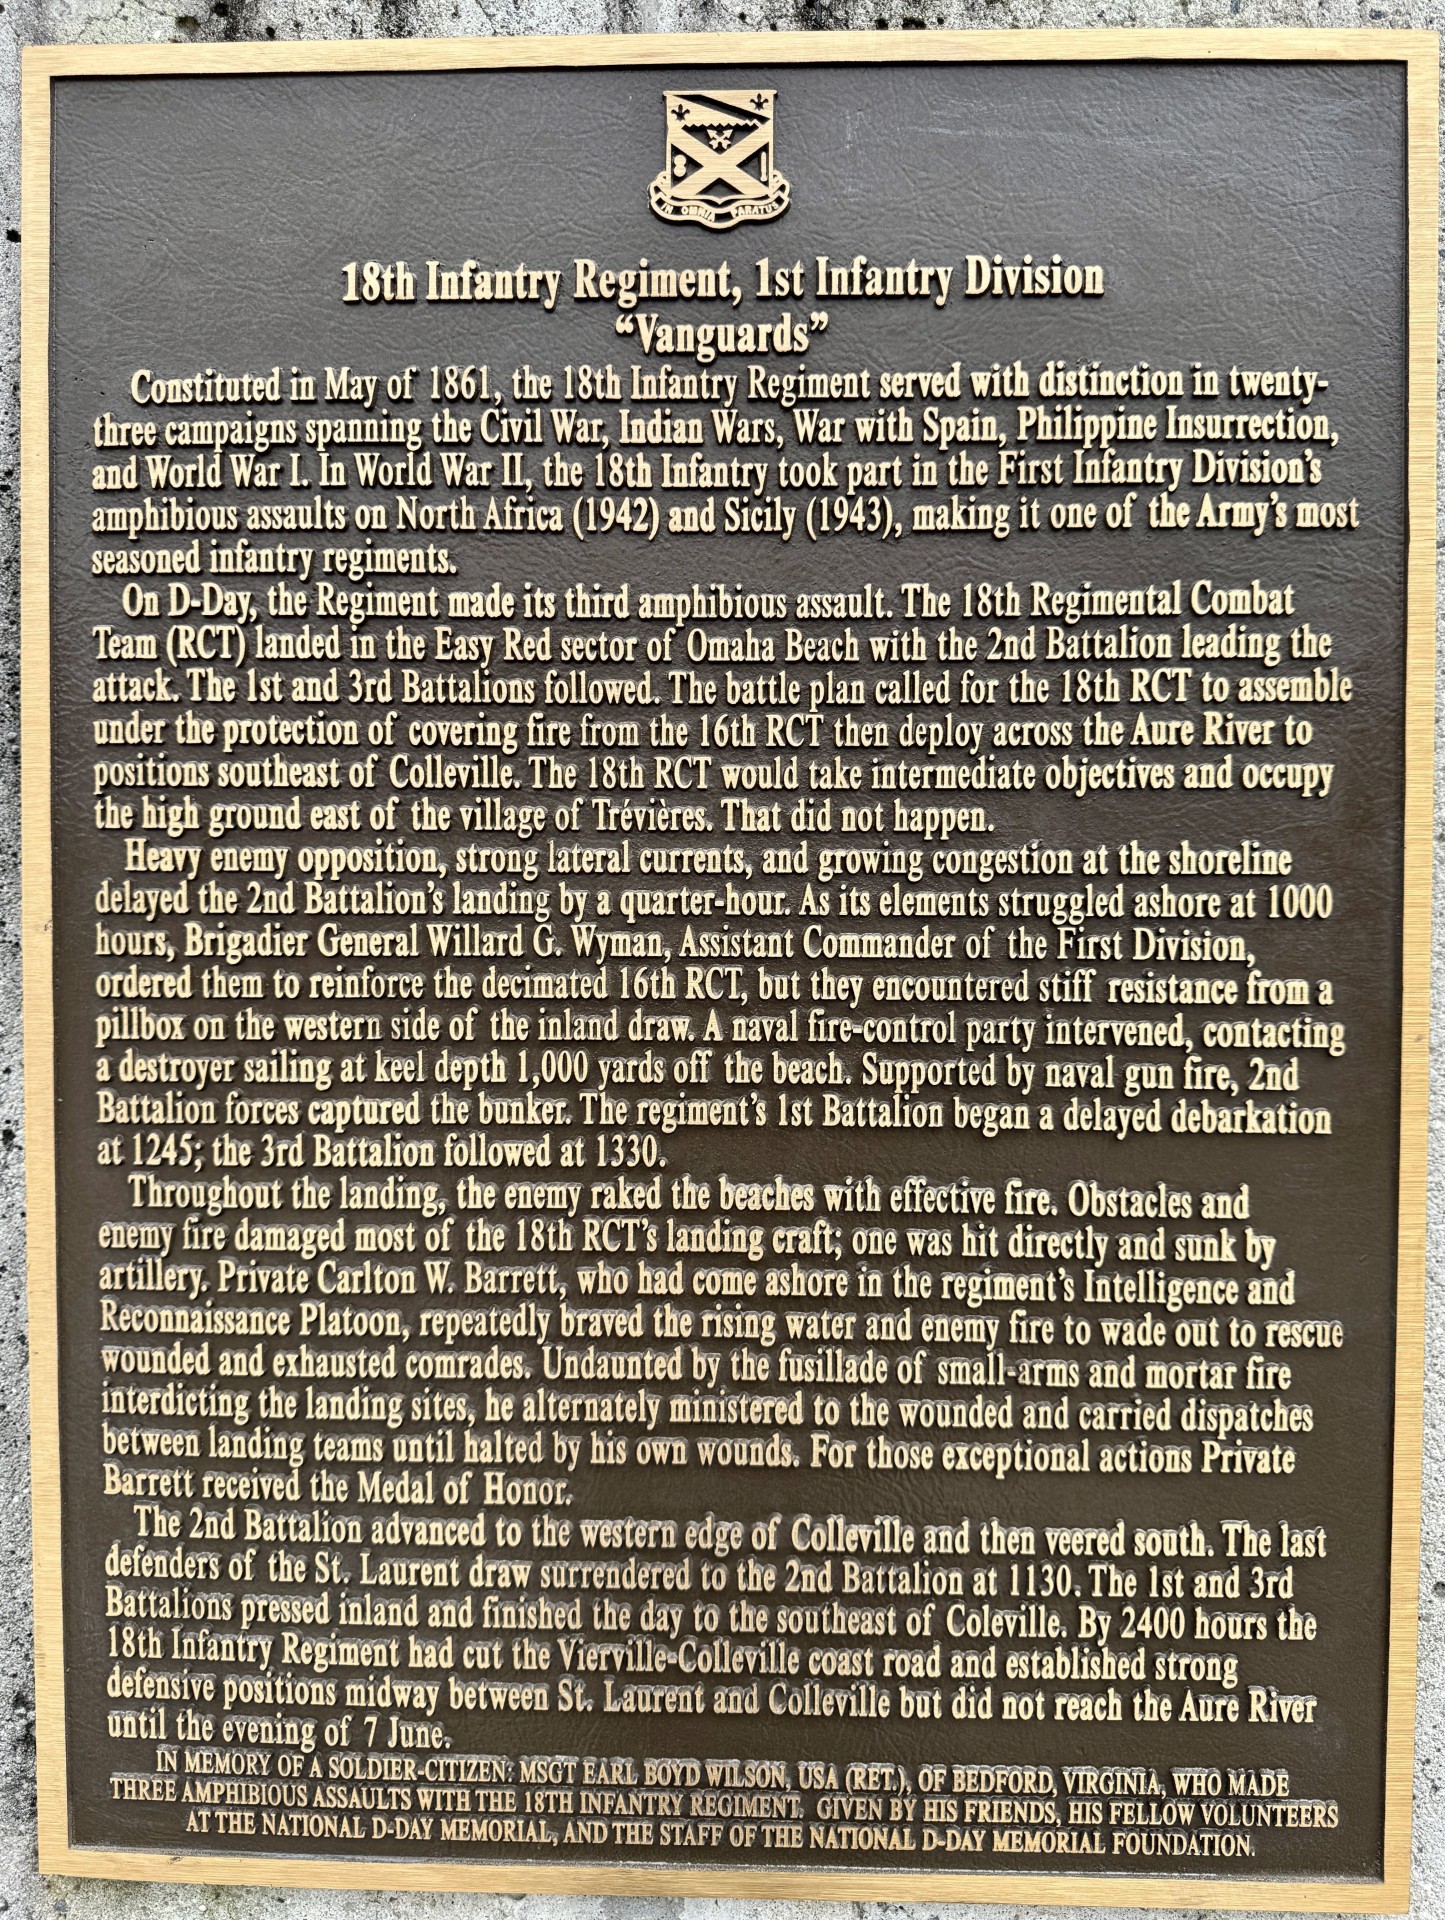 IN OMNIA PARATUS
18th Infantry Regiment, 1st Infantry Division
“Vanguards”
Constituted in May of 1861, the 18th Infantry Regiment served with distinction in twenty-
three campaigns spanning the Civil War, Indian Wars, War with Spain, Philippine Insurrection,
and World War I. In World War II, the 18th Infantry took part in the First Infantry Division’s
amphibious assaults on North Africa (1942) and Sicily (1943), making it one of the Army’s most
seasoned infantry regiments.
On D-Day, the Regiment made its third amphibious assault. The 18th Regimental Combat
Team (RCT) landed in the Easy Red sector of Omaha Beach with the 2nd Battalion leading the
attack. The 1st and 3rd Battalions followed. The battle plan called for the 18th RCT to assemble
under the protection of covering fire from the 16th RCT then deploy across the Aure River to
positions southeast of Colleville. The 18th RCT would take intermediate objectives and occupy
the high ground east of the village of Trévières. That did not happen.
Heavy enemy opposition, strong lateral currents, and growing congestion at the shoreline
delayed the 2nd Battalion’s landing by a quarter-hour. As its elements struggled ashore at 1000
hours, Brigadier General Willard G. Wyman, Assistant Commander of the First Division,
ordered them to reinforce the decimated 16th RCT, but they encountered stiff resistance from a
pillbox on the western side of the inland draw. A naval fire-control party intervened, contacting
a destroyer sailing at keel depth 1,000 yards off the beach. Supported by naval gun fire, 2nd
Battalion forces captured the bunker. The regiment’s 1st Battalion began a delayed debarkation
at 1245; the 3rd Battalion followed at 1330.
Throughout the landing, the enemy raked the beaches with effective fire. Obstacles and
enemy fire damaged most of the 18th RCT’s landing craft; one was hit directly and sunk by
artillery. Private Carlton W. Barrett, who had come ashore in the regiment’s Intelligence and
Reconnaissance Platoon, repeatedly braved the rising water and enemy fire to wade out to rescue
wounded and exhausted comrades. Undaunted by the fusillade of small-arms and mortar fire
interdicting the landing sites, he alternately ministered to the wounded and carried dispatches
between landing teams until halted by his own wounds. For those exceptional actions Private
Barrett received the Medal of Honor.
The 2nd Battalion advanced to the western edge of Colleville and then veered south. The last
defenders of the St. Laurent draw surrendered to the 2nd Battalion at 1130. The 1st and 3rd
Battalions pressed inland and finished the day to the southeast of Coleville. By 2400 hours the
18th Infantry Regiment had cut the Vierville-Colleville coast road and established strong
defensive positions midway between St. Laurent and Colleville but did not reach the Aure River
until the evening of 7 June.
IN MEMORY OF A SOLDIER-CITIZEN: MSGT EARL BOYD WILSON, USA (RET.), OF BEDFORD, VIRGINIA, WHO MADE
THREE AMPHIBIOUS ASSAULTS WITH THE 18TH INFANTRY REGIMENT. GIVEN BY HIS FRIENDS, HIS FELLOW VOLUNTEERS
AT THE NATIONAL D-DAY MEMORIAL, AND THE STAFF OF THE NATIONAL D-DAY MEMORIAL FOUNDATION.